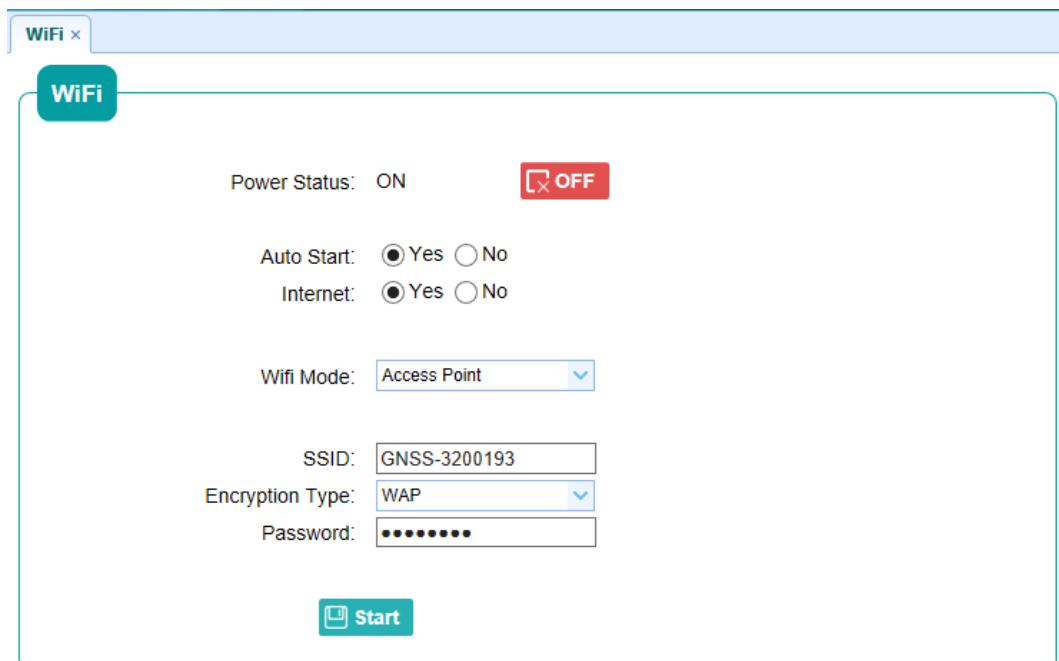 WiFi ×
WiFi
Power Status: ON OFF
Auto Start: Yes No
Internet: Yes No
Wifi Mode: Access Point
SSID: GNSS-3200193
Encryption Type: WAP
Password: ••••••••
Start